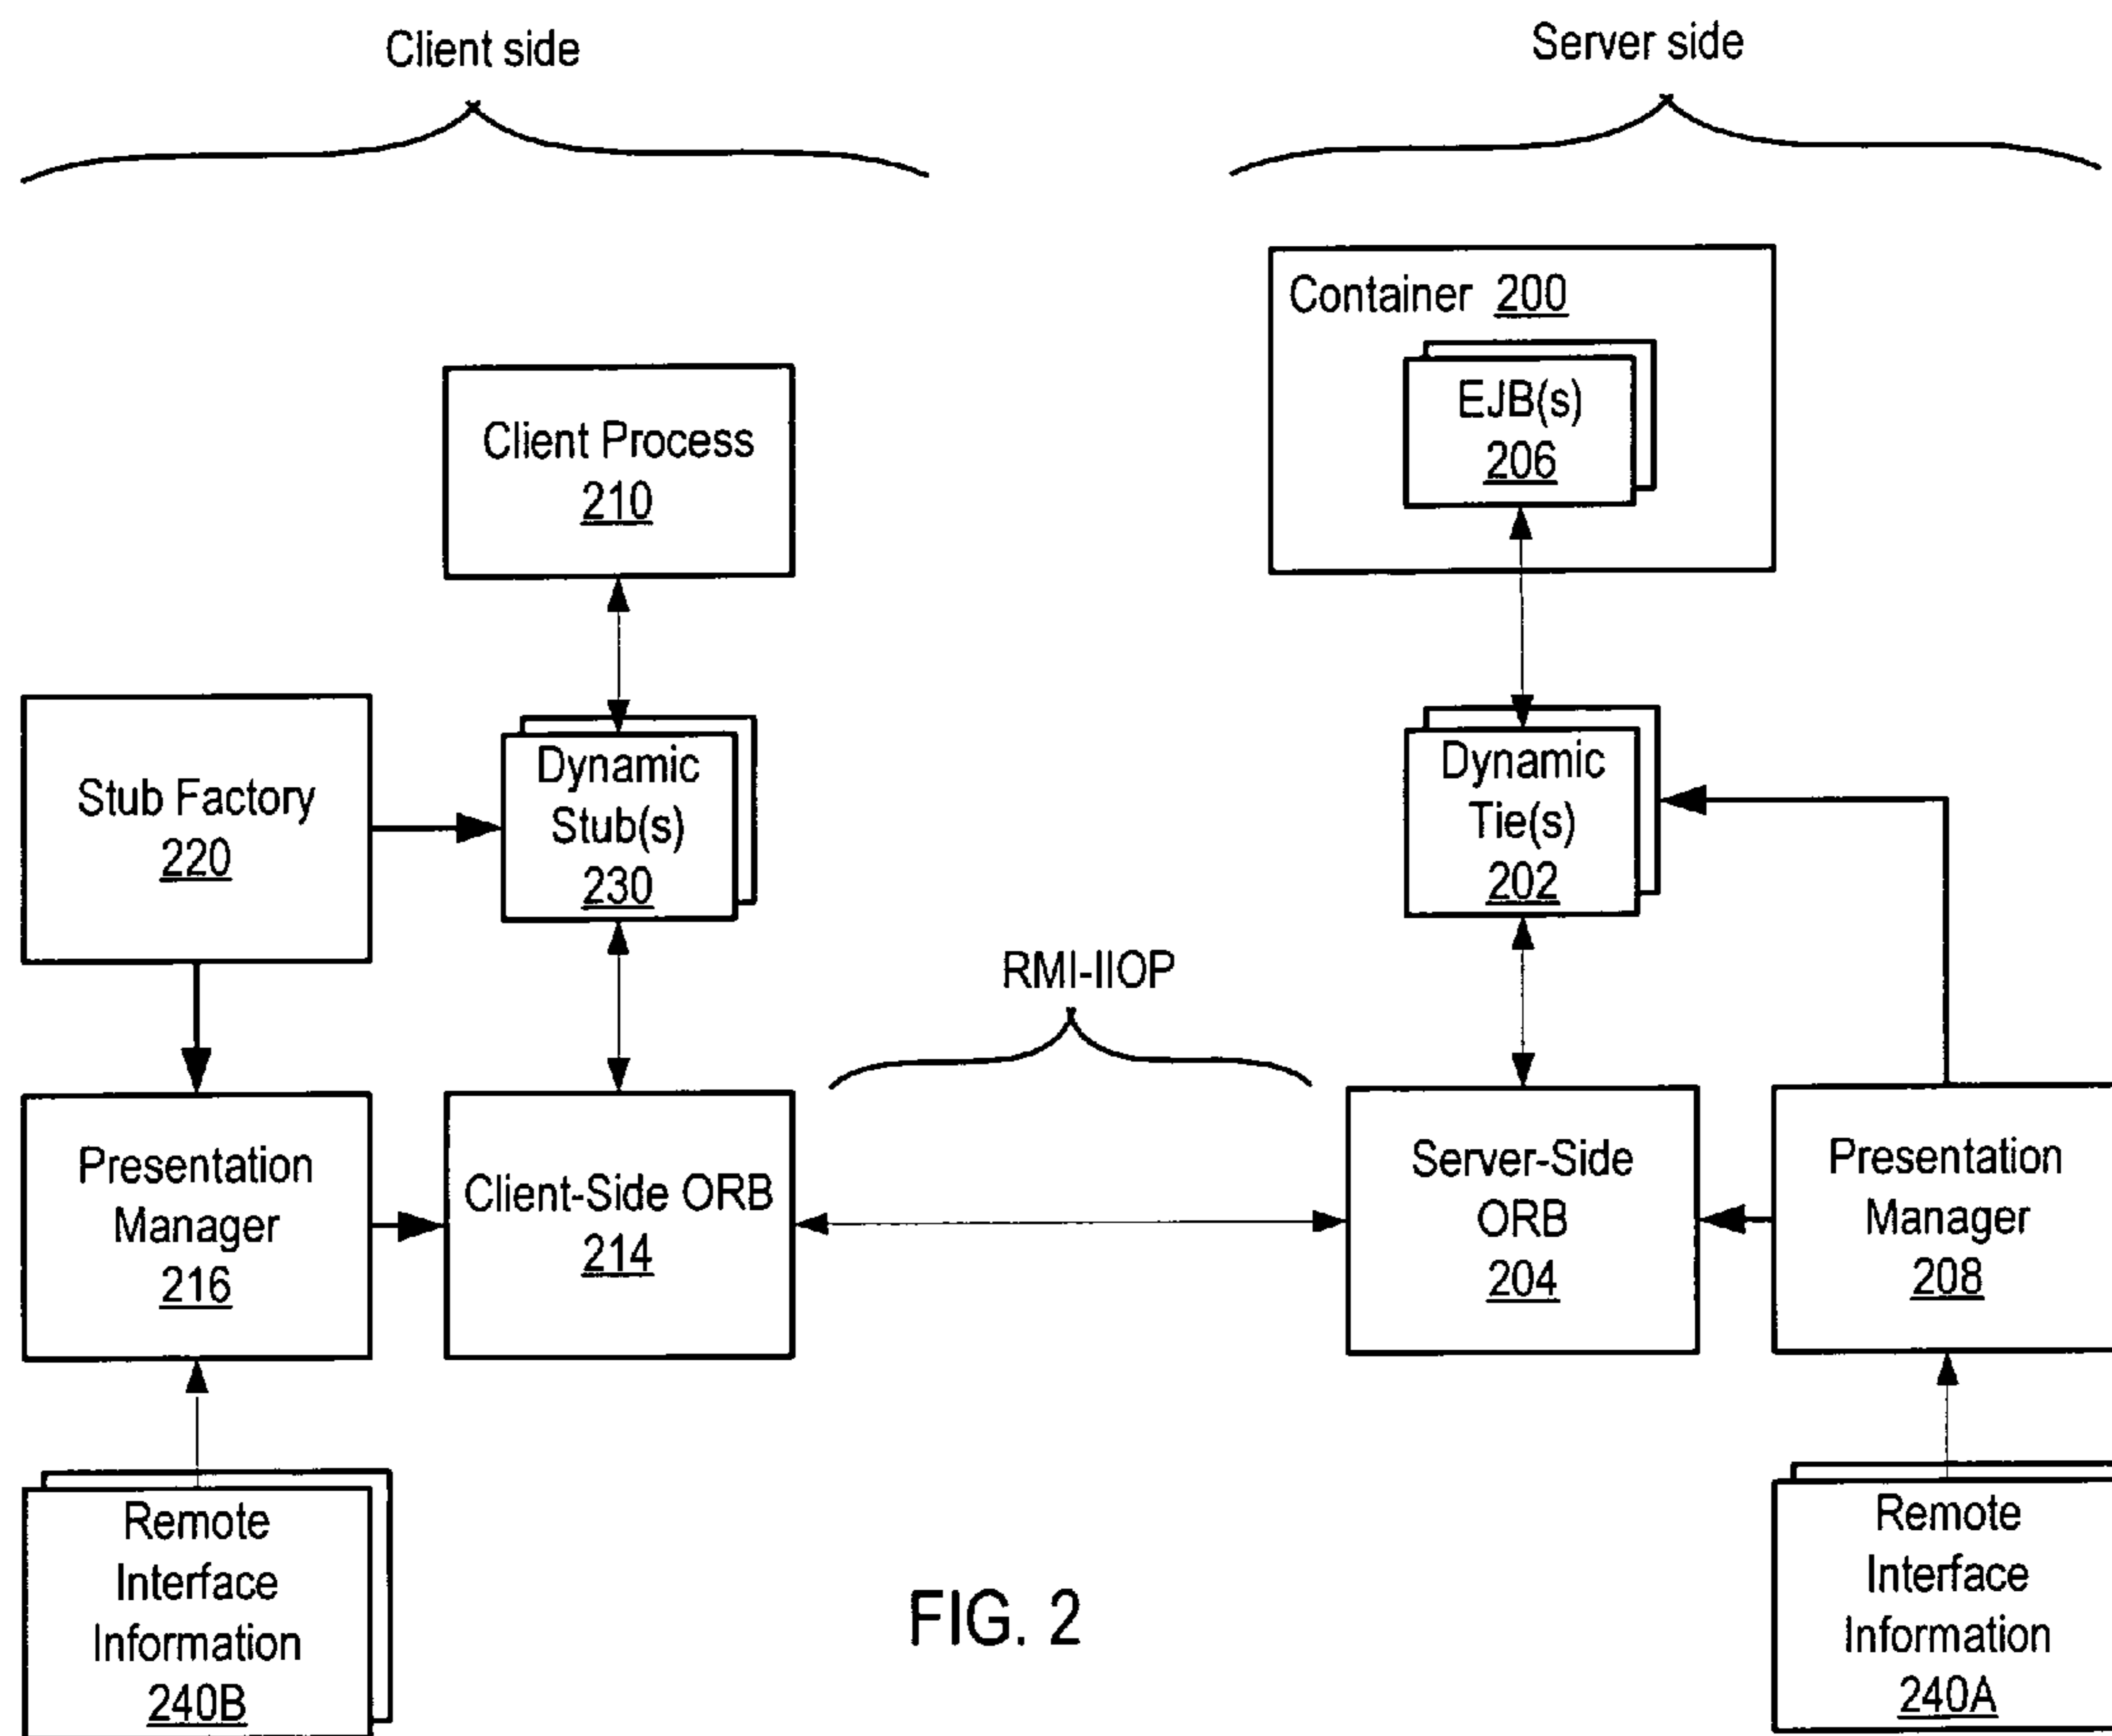 Client side
Server side
Container 200
EJB(s)
206
Client Process
210
Stub Factory
220
Dynamic
Stub(s)
230
Dynamic
Tie(s)
202
RMI-IIOP
Presentation
Manager
216
Client-Side ORB
214
Server-Side
ORB
204
Presentation
Manager
208
Remote
Interface
Information
240B
FIG. 2
Remote
Interface
Information
240A